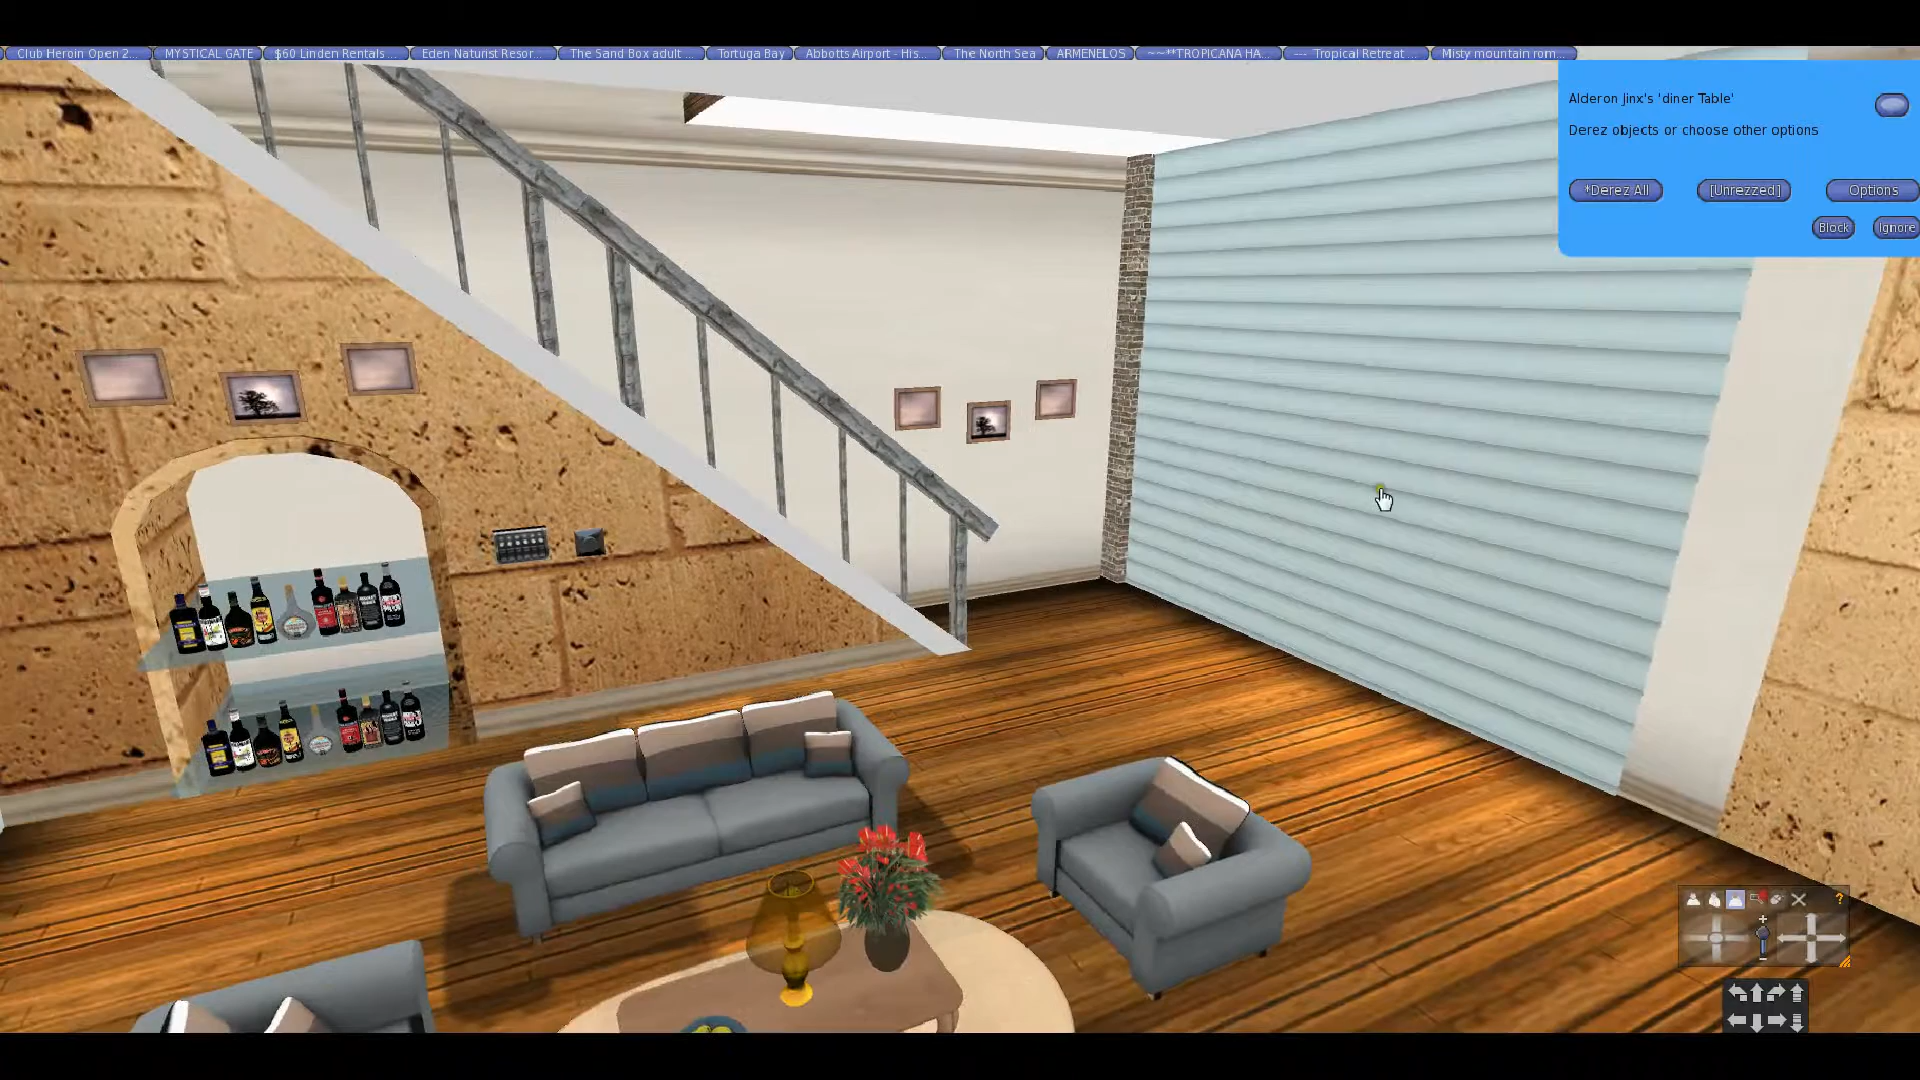 Club Heroin Open 2...
MYSTICAL GATE
$60 Linden Rentals ...
Eden Naturist Resor...
The Sand Box adult ...
Tortuga Bay
Abbotts Airport - His...
The North Sea
ARMENELOS
~~**TROPICANA HA...
--- Tropical Retreat ...
Misty mountain rom...
Alderon Jinx's 'diner Table'
Derez objects or choose other options
*Derez All
[Unrezzed]
Options
Block
Ignore
?